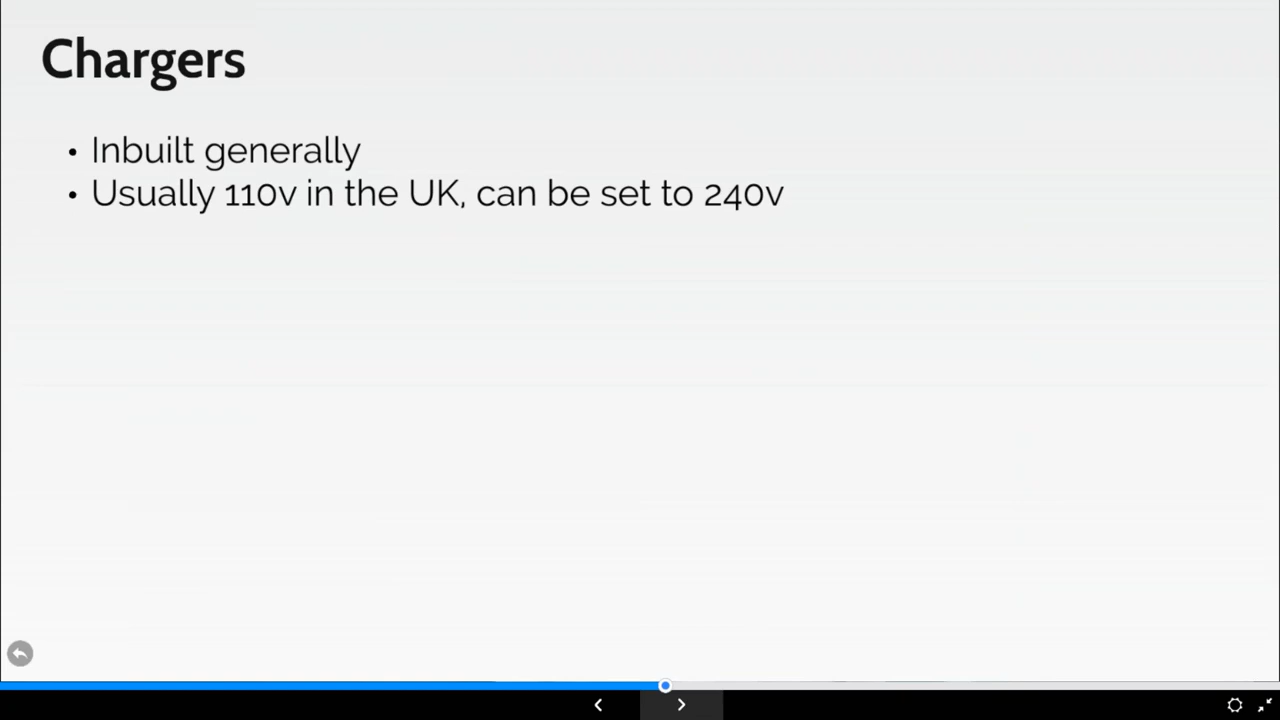 Chargers
• Inbuilt generally
• Usually 110v in the UK, can be set to 240v